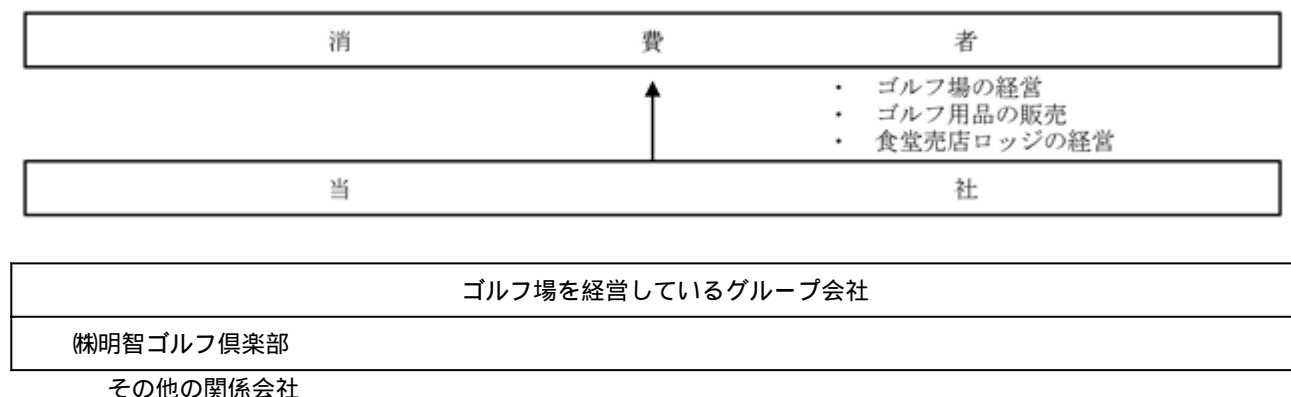 消費者
・ ゴルフ場の経営
・ ゴルフ用品の販売
・ 食堂売店ロッジの経営
当社
ゴルフ場を経営しているグループ会社
㈱明智ゴルフ倶楽部
その他の関係会社